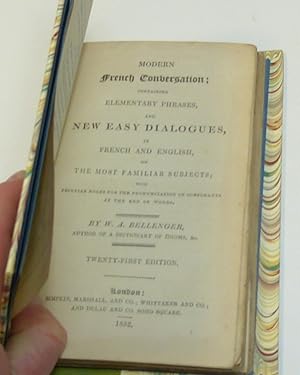 MODERN
French Conversation;
CONTAINING
ELEMENTARY PHRASES,
AND
NEW EASY DIALOGUES,
IN
FRENCH AND ENGLISH,
ON
THE MOST FAMILIAR SUBJECTS;
WITH
PECULIAR RULES FOR THE PRONUNCIATION OF CONSONANTS
AT THE END OF WORDS.
BY W. A. BELLENGER,
AUTHOR OF A DICTIONARY OF IDIOMS, &c.
TWENTY-FIRST EDITION.
London:
SIMPKIN, MARSHALL, AND CO.; WHITTAKER AND CO.;
AND DULAU AND CO. SOHO SQUARE.
1832.